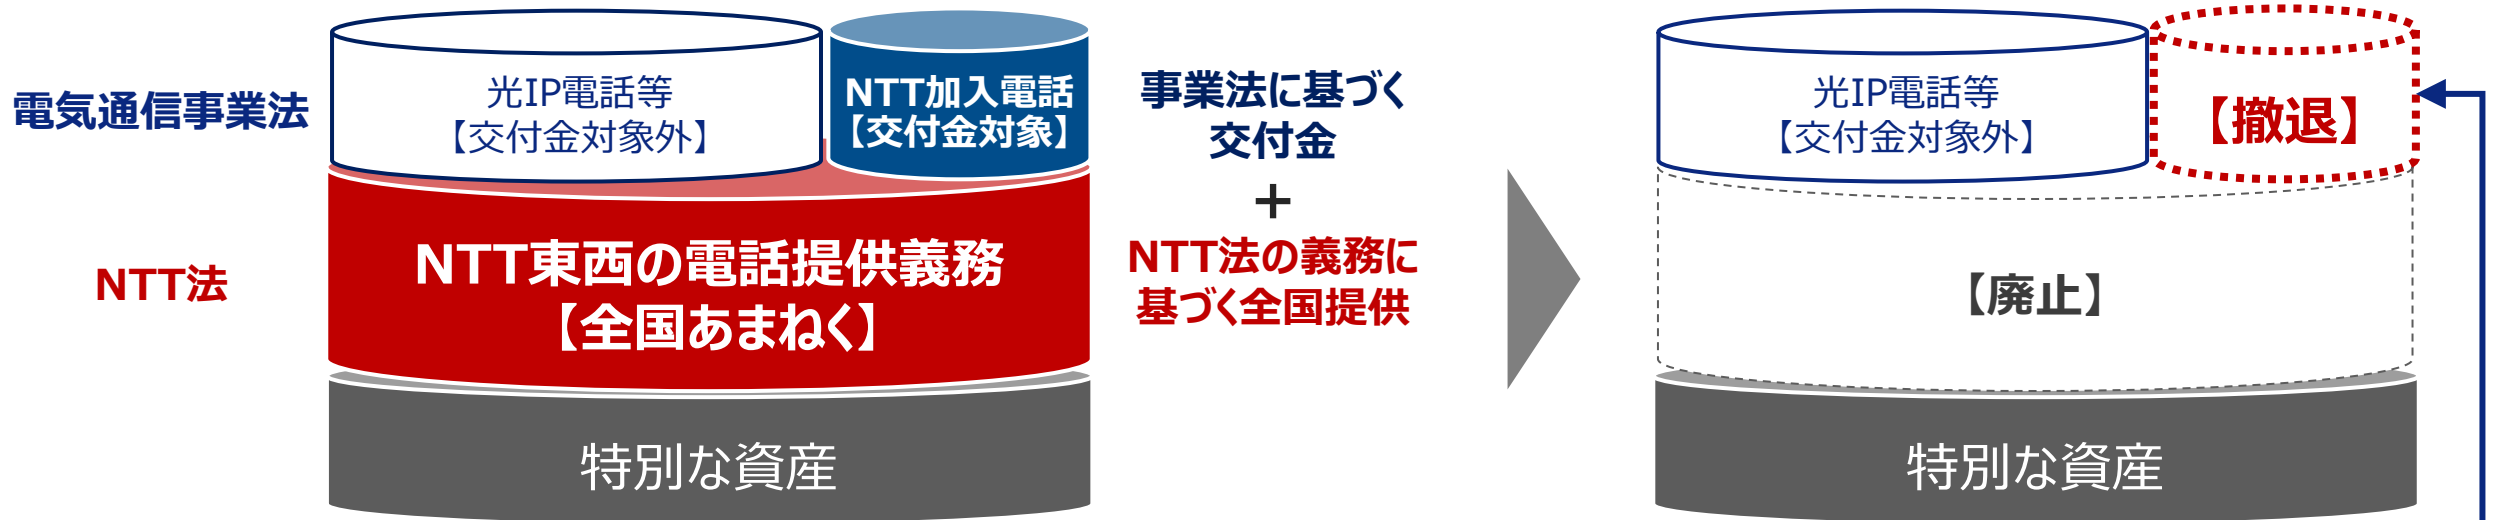 電気通信事業法
光IP電話等
【交付金対象外】
NTT加入電話
【交付金対象】
NTT法
NTT東西の電話提供義務
【全国あまねく】
特別な資産
事業法に基づく
交付金
+
NTT法の義務に
基づく全国提供
光IP電話等
【交付金対象外】
【撤退】
【廃止】
特別な資産